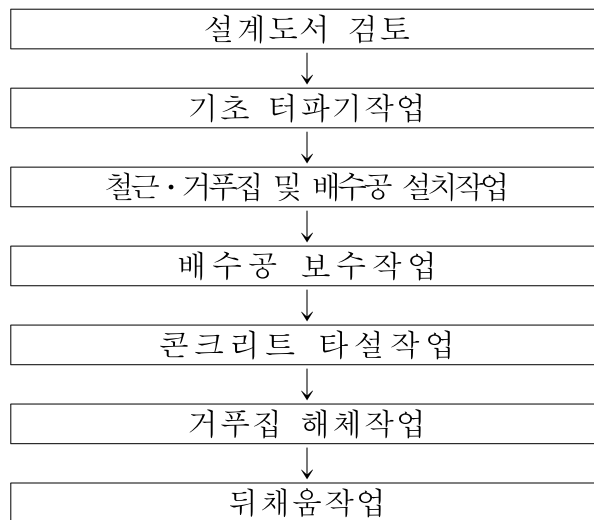 설계도서 검토
기초 터파기작업
철근·거푸집 및 배수공 설치작업
배수공 보수작업
콘크리트 타설작업
거푸집 해체작업
뒤채움작업